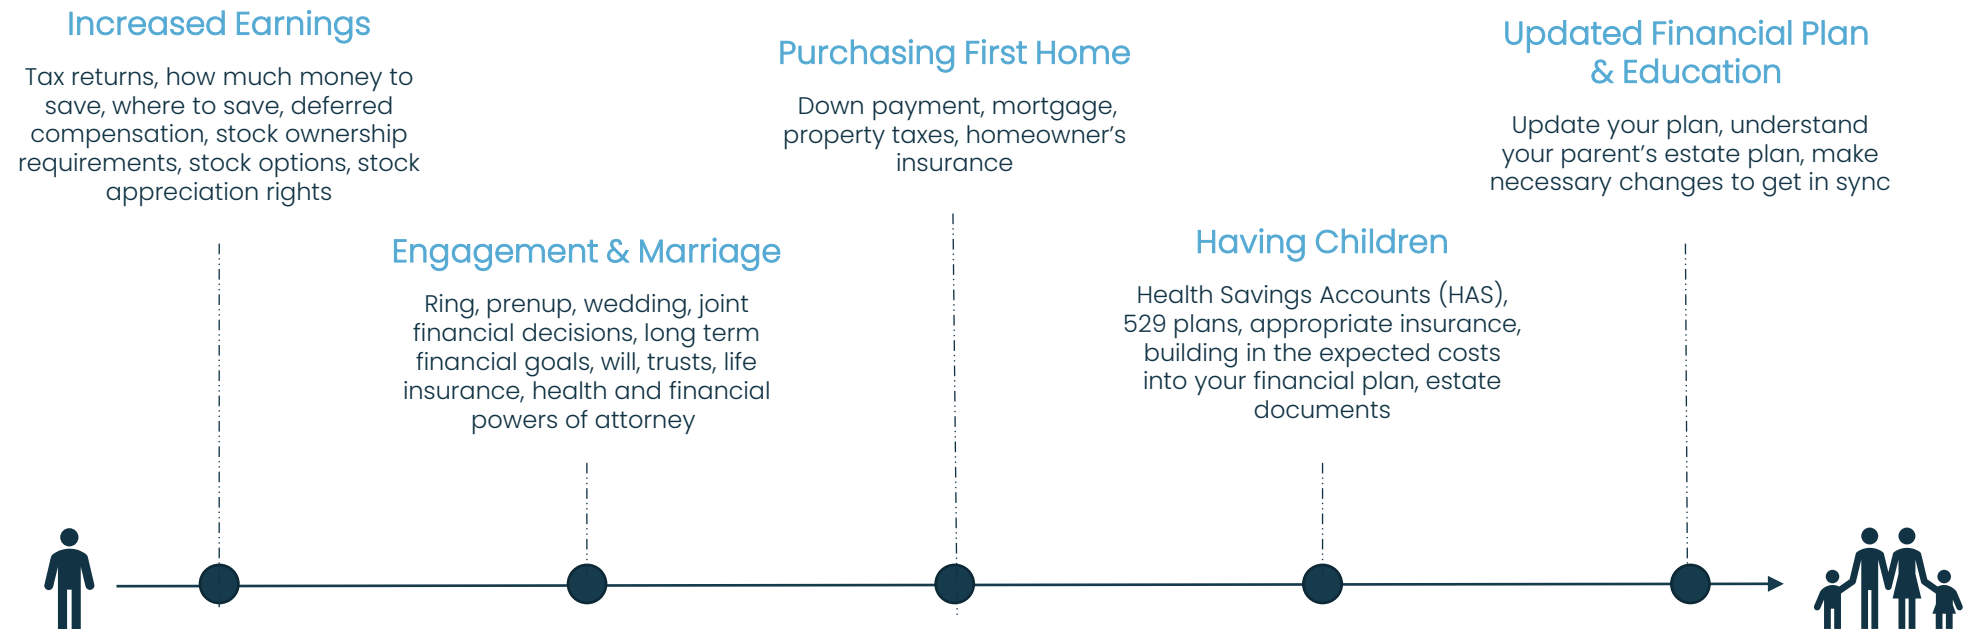 Increased Earnings
Tax returns, how much money to
save, where to save, deferred
compensation, stock ownership
requirements, stock options, stock
appreciation rights
Engagement & Marriage
Ring, prenup, wedding, joint
financial decisions, long term
financial goals, will, trusts, life
insurance, health and financial
powers of attorney
Purchasing First Home
Down payment, mortgage,
property taxes, homeowner’s
insurance
Having Children
Health Savings Accounts (HAS),
529 plans, appropriate insurance,
building in the expected costs
into your financial plan, estate
documents
Updated Financial Plan
& Education
Update your plan, understand
your parent’s estate plan, make
necessary changes to get in sync